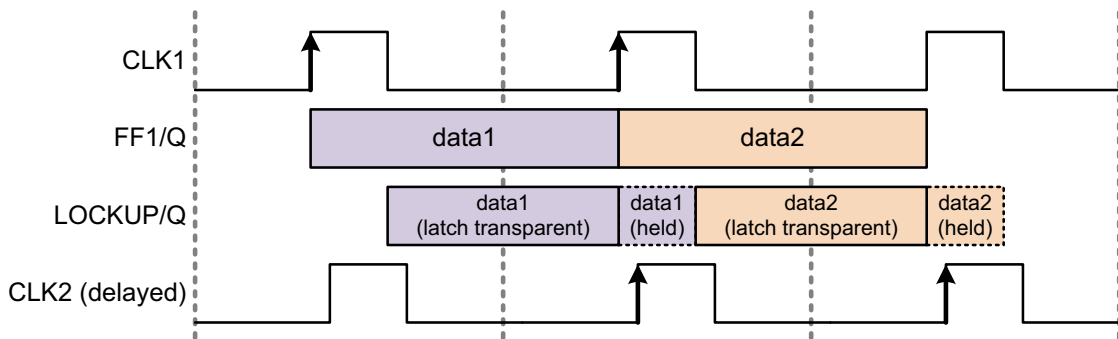 CLK1
FF1/Q
data1
data2
LOCKUP/Q
data1
(latch transparent)
data1
(held)
data2
(latch transparent)
data2
(held)
CLK2 (delayed)